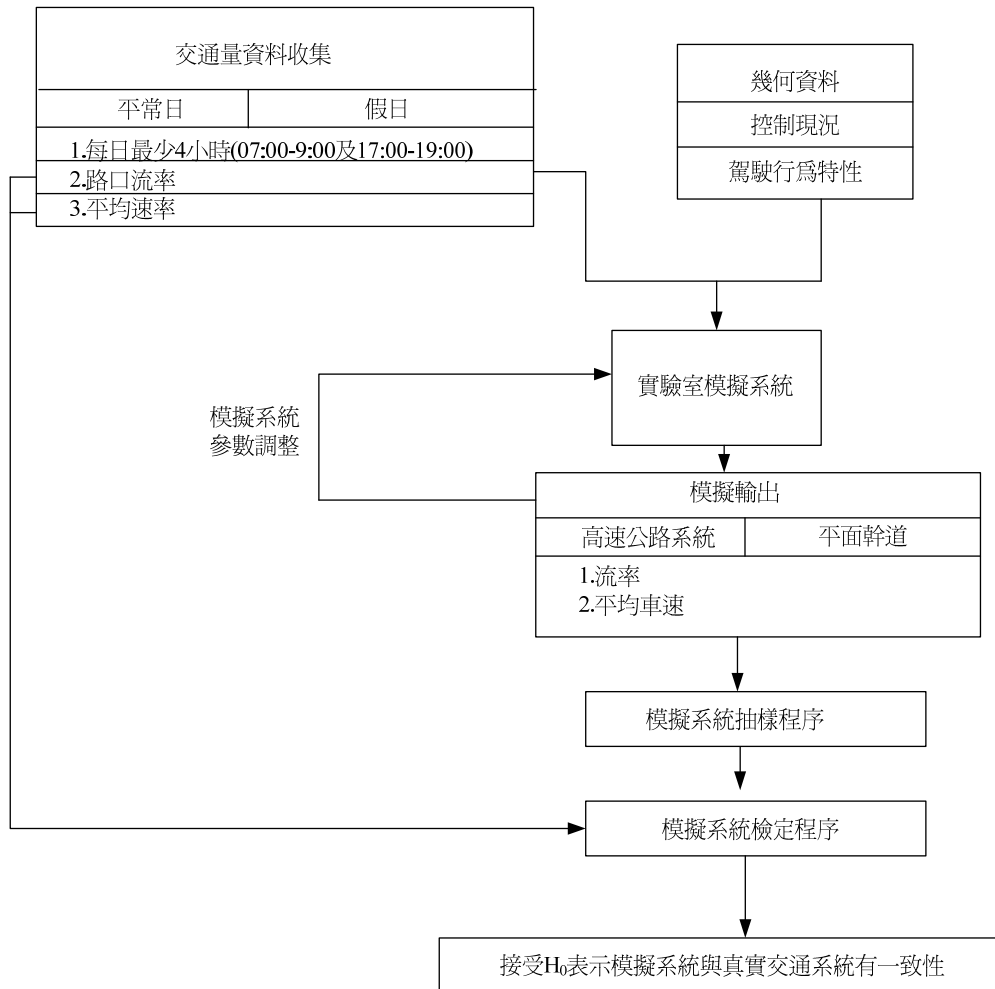 交通量資料收集
平常日
假日
1.每日最少4小時(07:00-9:00及17:00-19:00)
2.路口流率
3.平均速率
幾何資料
控制現況
駕駛行為特性
實驗室模擬系統
模擬系統
參數調整
模擬輸出
高速公路系統
平面幹道
1.流率
2.平均車速
模擬系統抽樣程序
模擬系統檢定程序
接受H₀表示模擬系統與真實交通系統有一致性